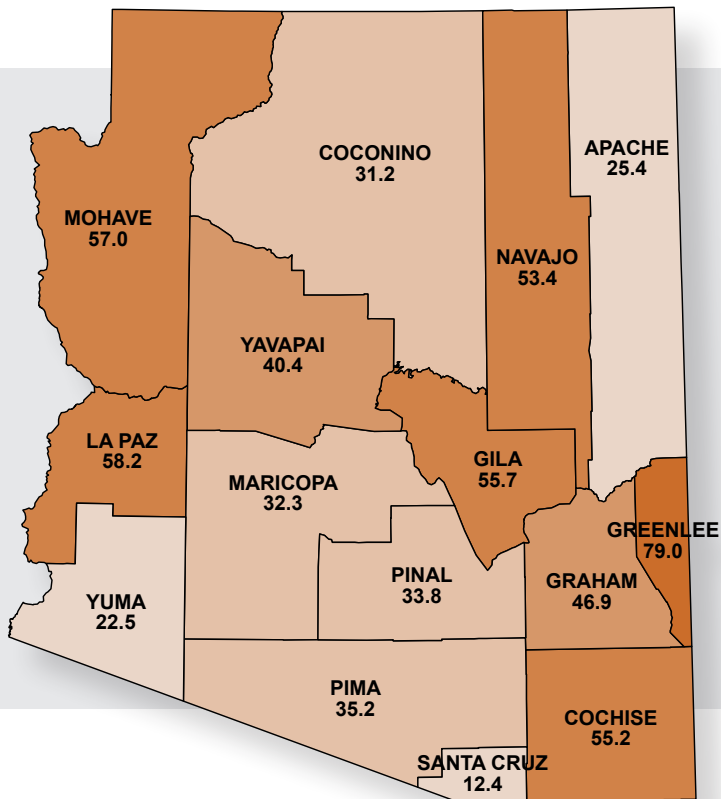 COCONINO
31.2
APACHE
25.4
MOHAVE
57.0
NAVAJO
53.4
YAVAPAI
40.4
LA PAZ
58.2
MARICOPA
32.3
GILA
55.7
GREENLEE
79.0
PINAL
33.8
GRAHAM
46.9
YUMA
22.5
PIMA
35.2
COCHISE
55.2
SANTA CRUZ
12.4